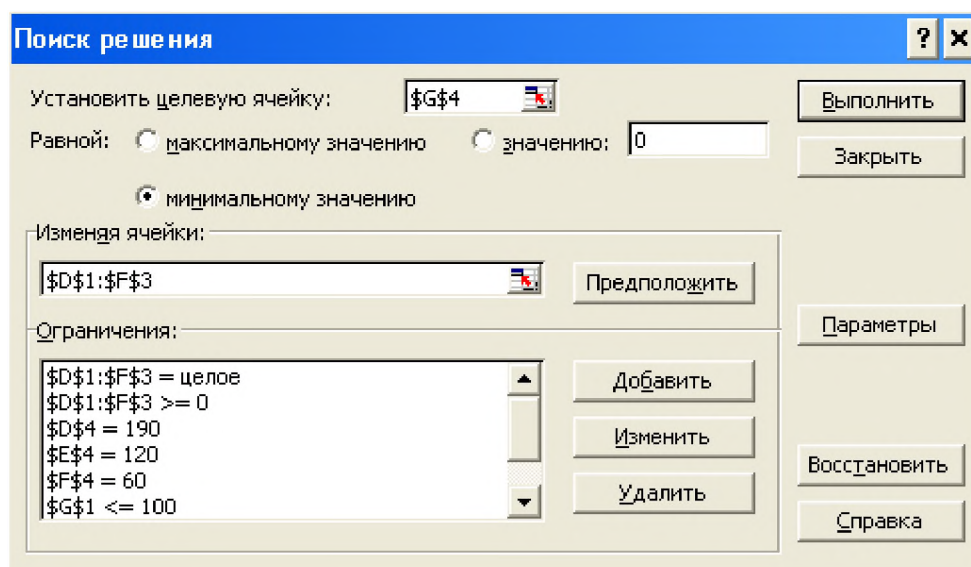 Поиск решения
Установить целевую ячейку: $G$4
Выполнить
Равной: максимальному значению значению: 0
Закрыть
минимальному значению
Изменяя ячейки:
$D$1:$F$3
Предположить
Параметры
Ограничения:
$D$1:$F$3 = целое
$D$1:$F$3 >= 0
$D$4 = 190
$E$4 = 120
$F$4 = 60
$G$1 <= 100
Добавить
Изменить
Удалить
Восстановить
Справка